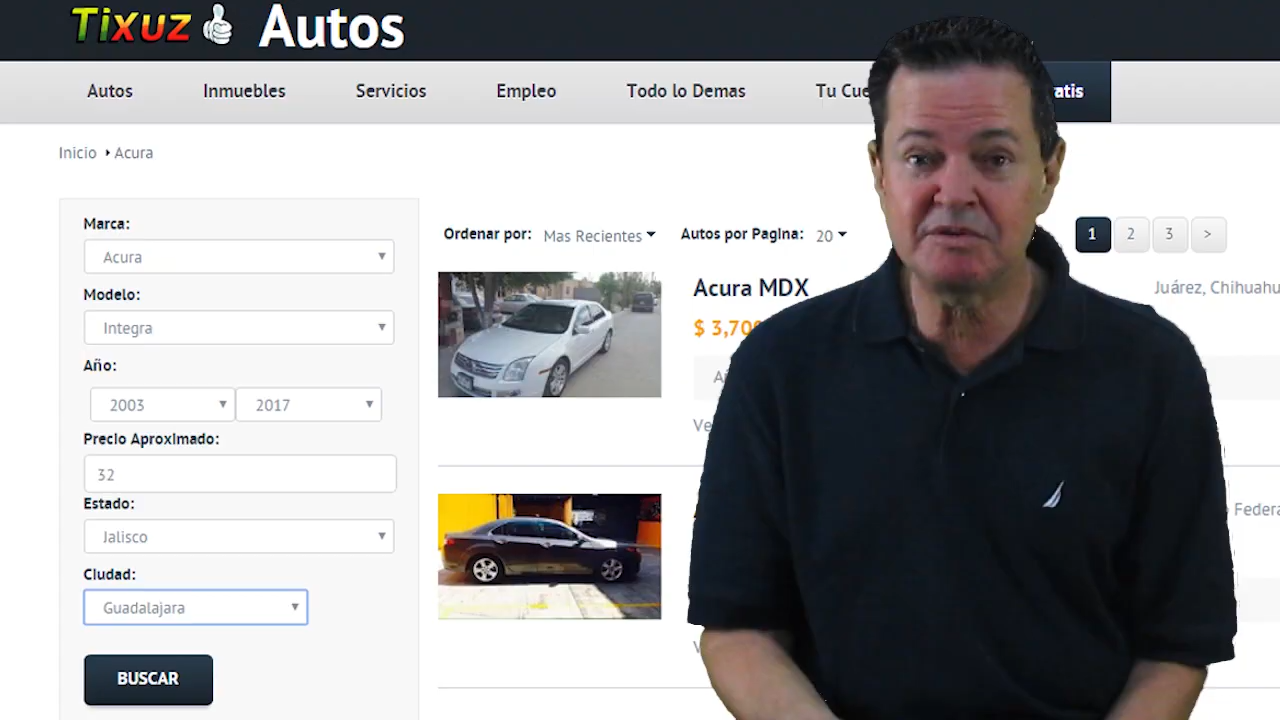 Tixuz Autos
Autos Inmuebles Servicios Empleo Todo lo Demas Tu Cue atis
Inicio Acura
Marca:
Acura
Modelo:
Integra
Año:
2003 2017
Precio Aproximado:
32
Estado:
Jalisco
Ciudad:
Guadalajara
BUSCAR
Ordenar por: Mas Recientes Autos por Pagina: 20 1 2 3 >
Acura MDX Juárez, Chihuahu
$ 3,700
Federa